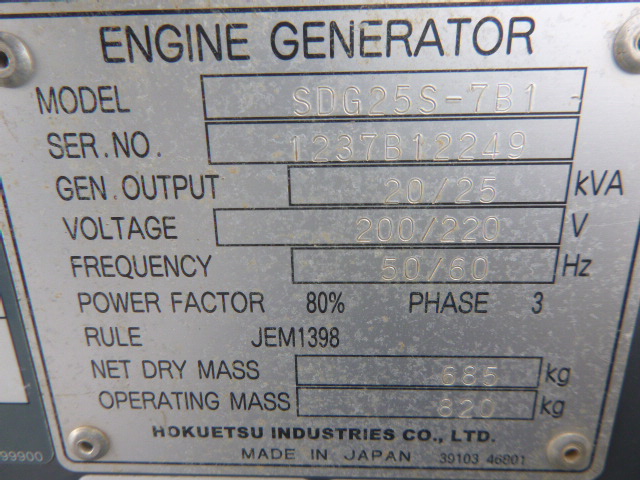 ENGINE GENERATOR
MODEL SDG25S-7B1
SER.NO. 1237B12249
GEN.OUTPUT 20/25 kVA
VOLTAGE 200/220 V
FREQUENCY 50/60 Hz
POWER FACTOR 80% PHASE 3
RULE JEM1398
NET DRY MASS 685 kg
OPERATING MASS 820 kg
HOKUETSU INDUSTRIES CO., LTD.
MADE IN JAPAN 39103 46801
99900